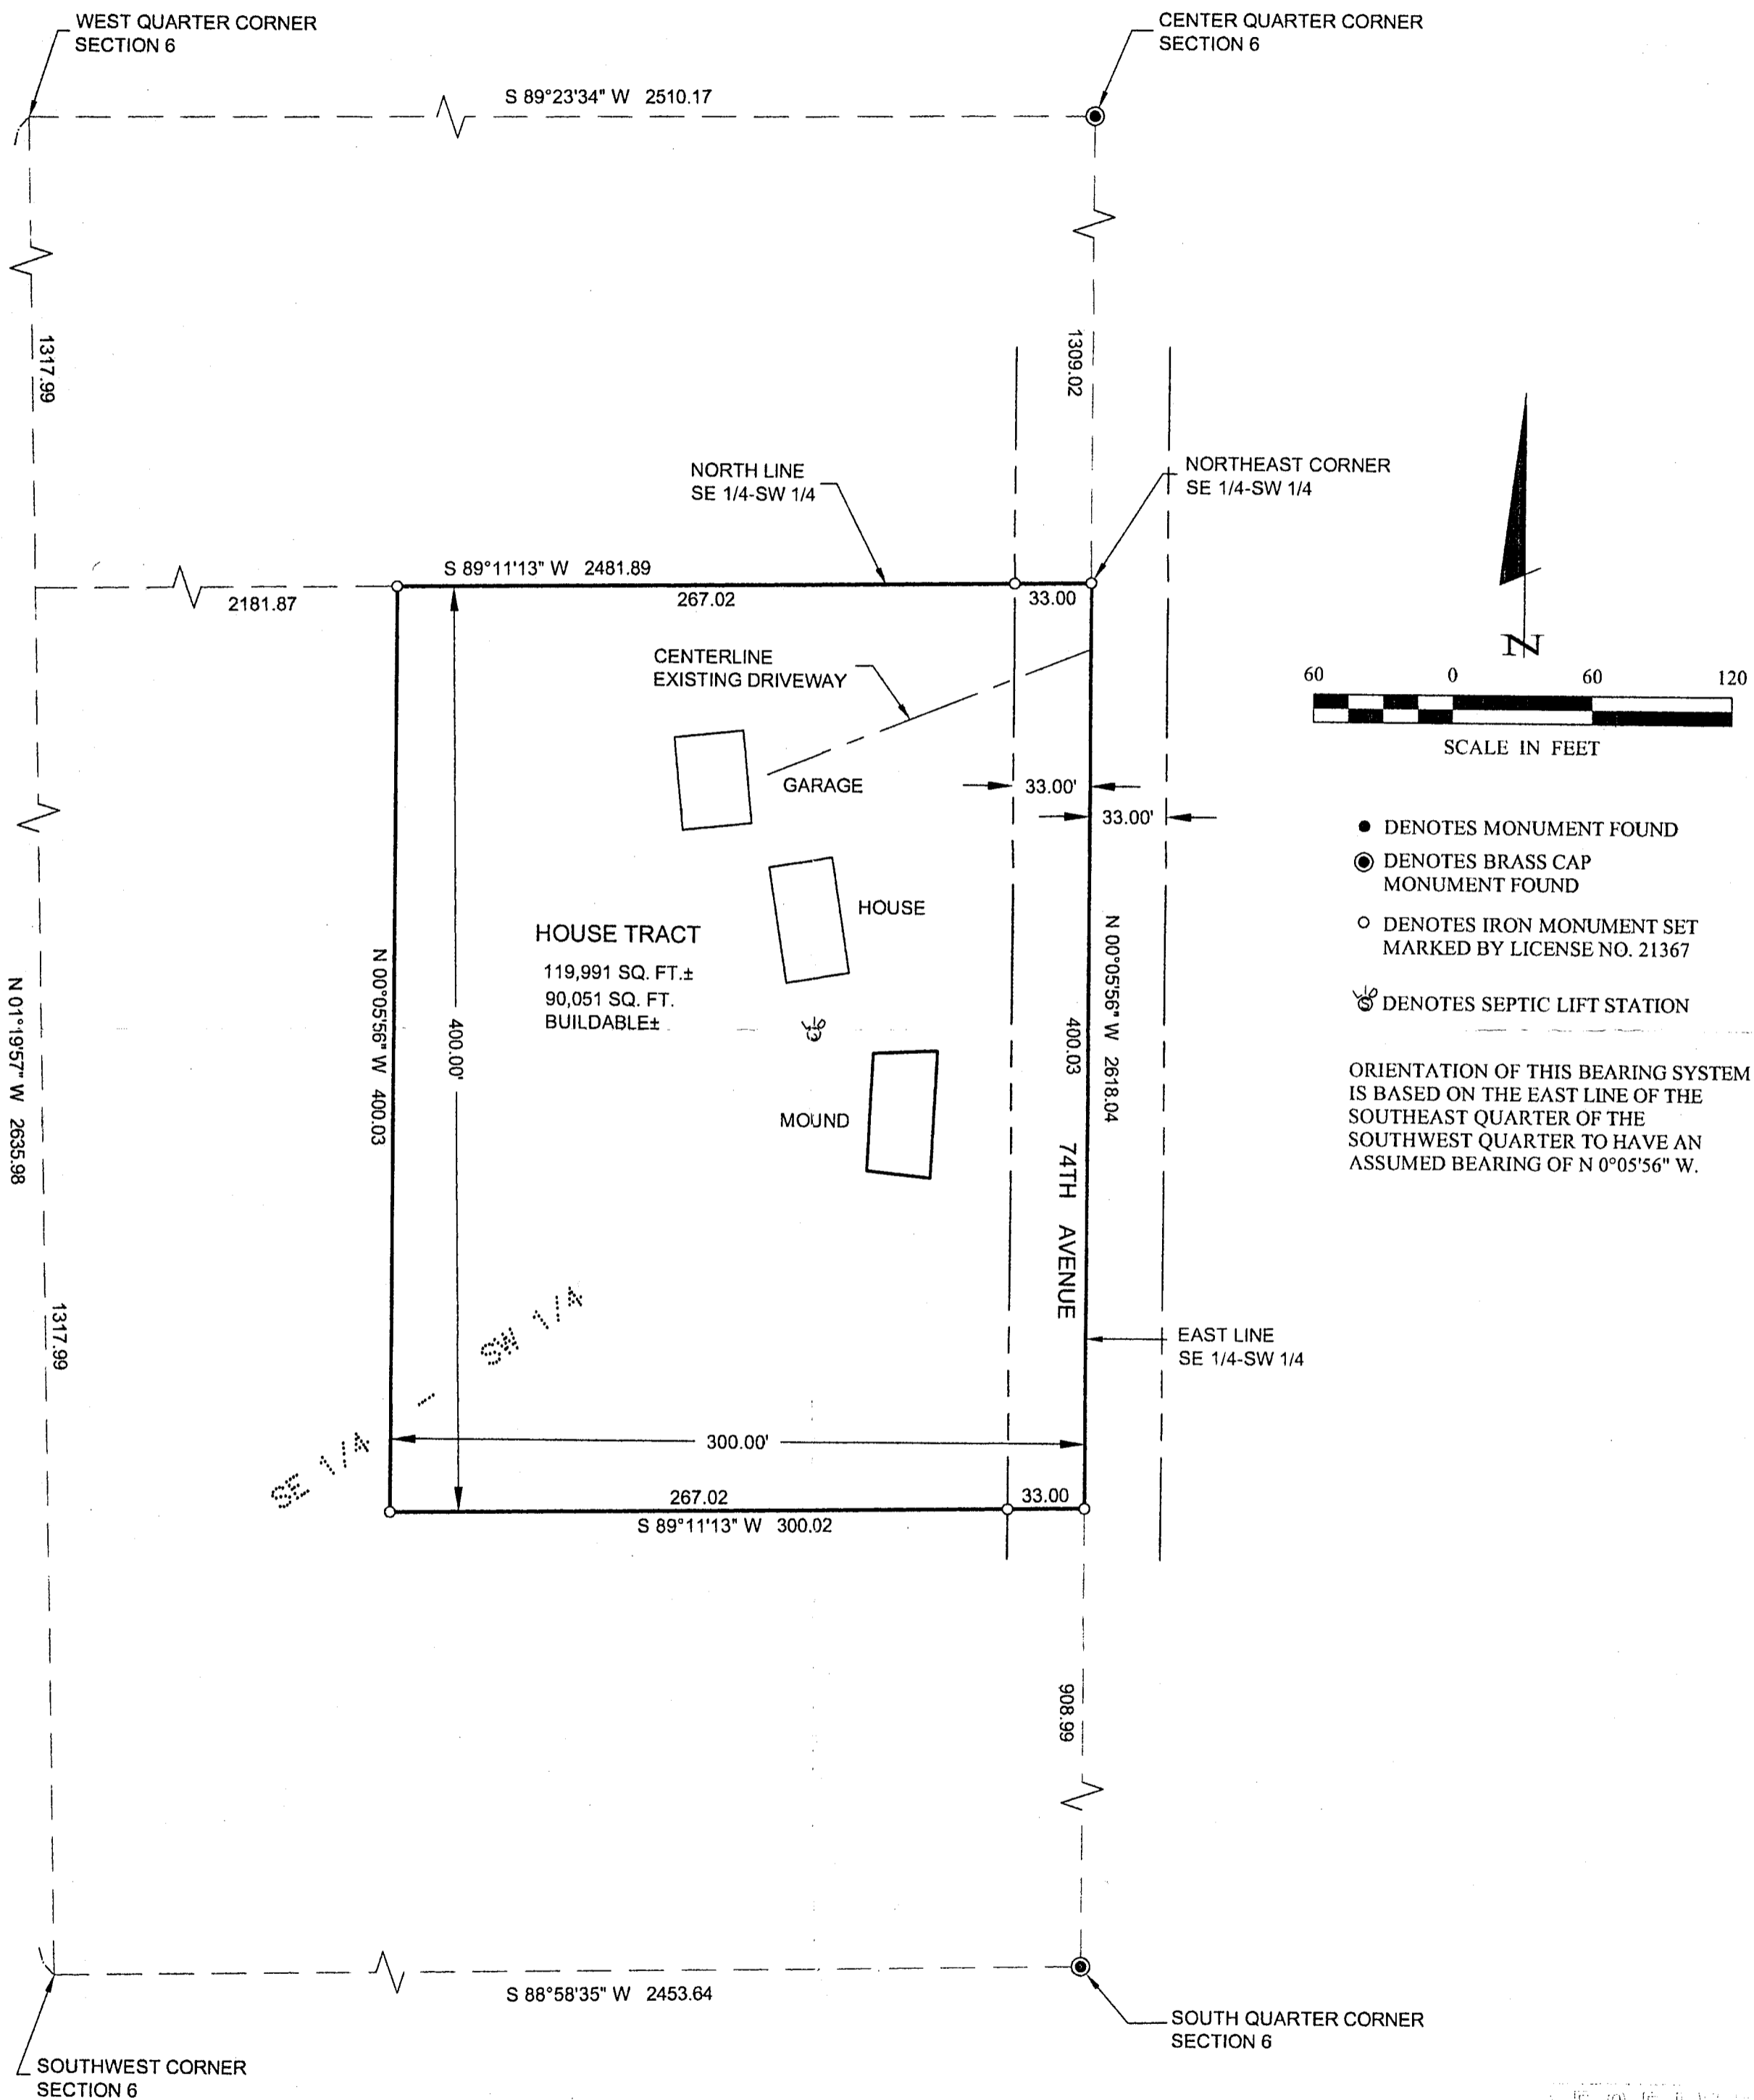 WEST QUARTER CORNER
SECTION 6
CENTER QUARTER CORNER
SECTION 6
S 89°23'34" W 2510.17
1317.99
1309.02
NORTH LINE
SE 1/4-SW 1/4
NORTHEAST CORNER
SE 1/4-SW 1/4
S 89°11'13" W 2481.89
2181.87
267.02
33.00
CENTERLINE
EXISTING DRIVEWAY
N
60 0 60 120
SCALE IN FEET
GARAGE
33.00'
33.00'
DENOTES MONUMENT FOUND
DENOTES BRASS CAP
MONUMENT FOUND
DENOTES IRON MONUMENT SET
MARKED BY LICENSE NO. 21367
S DENOTES SEPTIC LIFT STATION
HOUSE
HOUSE TRACT
119,991 SQ. FT.±
90,051 SQ. FT.
BUILDABLE±
S
N 01°19'57" W 2635.98
N 00°05'56" W 400.03
400.00'
400.03
N 00°05'56" W 2618.04
MOUND
74TH AVENUE
ORIENTATION OF THIS BEARING SYSTEM
IS BASED ON THE EAST LINE OF THE
SOUTHEAST QUARTER OF THE
SOUTHWEST QUARTER TO HAVE AN
ASSUMED BEARING OF N 0°05'56" W.
1317.99
SE 1/4 - SW 1/4
EAST LINE
SE 1/4-SW 1/4
300.00'
267.02
33.00
S 89°11'13" W 300.02
908.99
S 88°58'35" W 2453.64
SOUTH QUARTER CORNER
SECTION 6
SOUTHWEST CORNER
SECTION 6